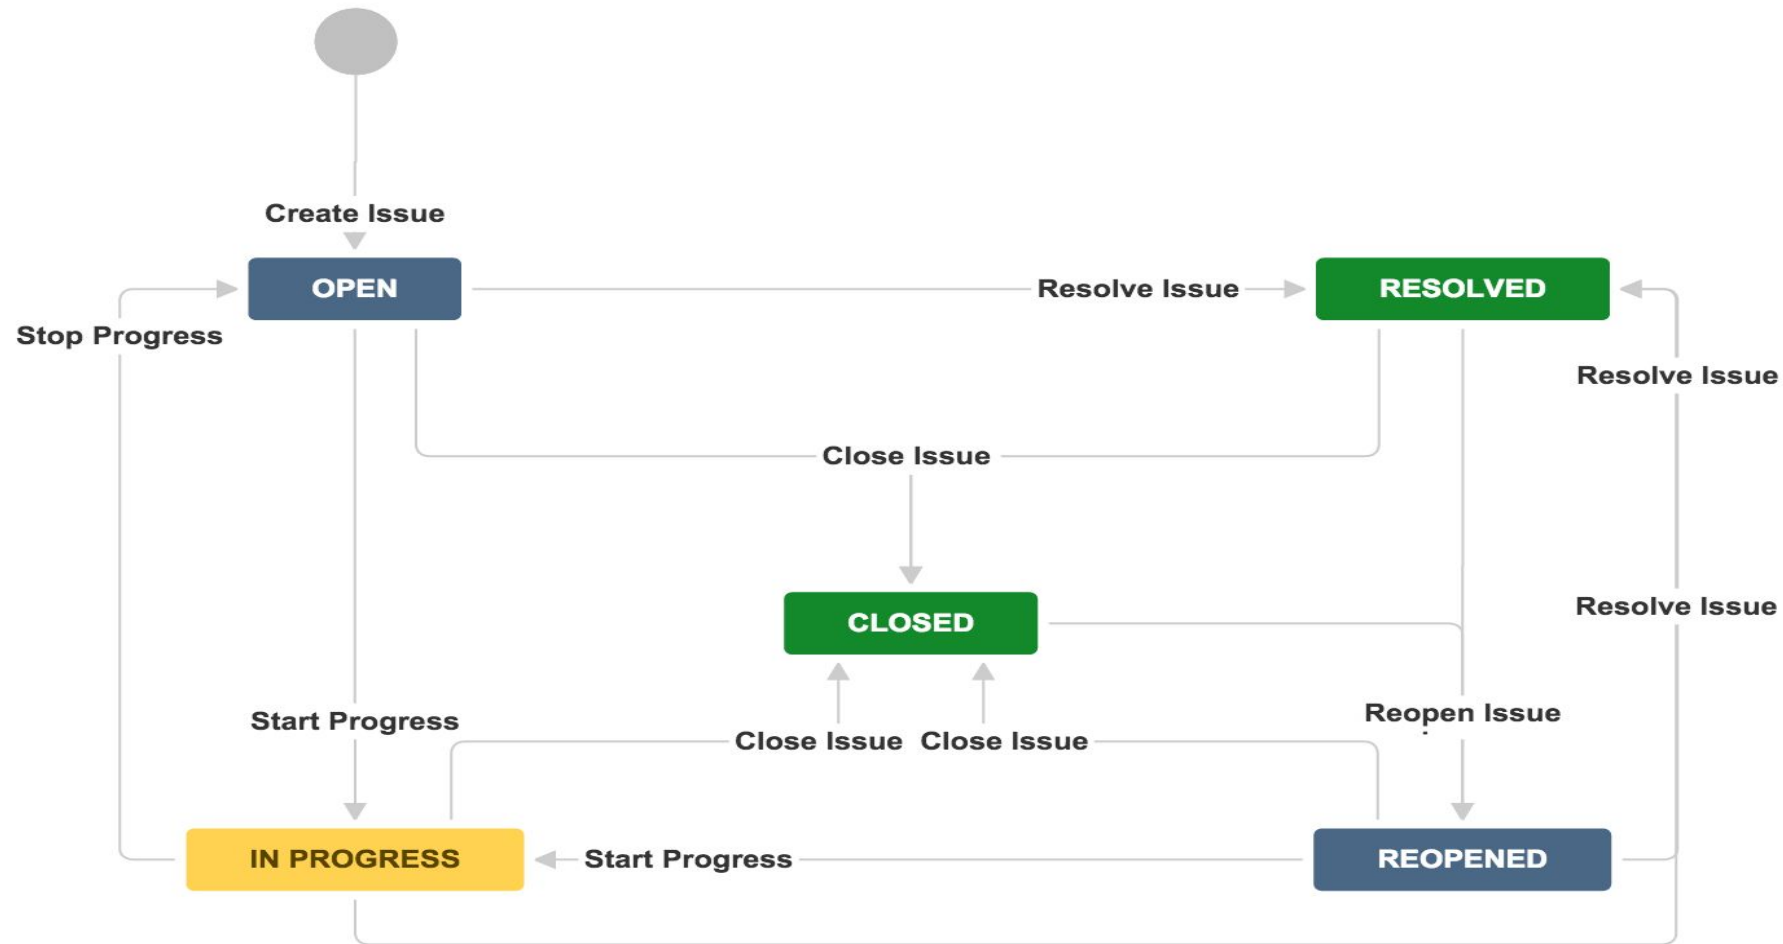 Create Issue
OPEN
Resolve Issue
RESOLVED
Stop Progress
Resolve Issue
Close Issue
Resolve Issue
CLOSED
Start Progress
Close Issue
Close Issue
Reopen Issue
IN PROGRESS
Start Progress
REOPENED